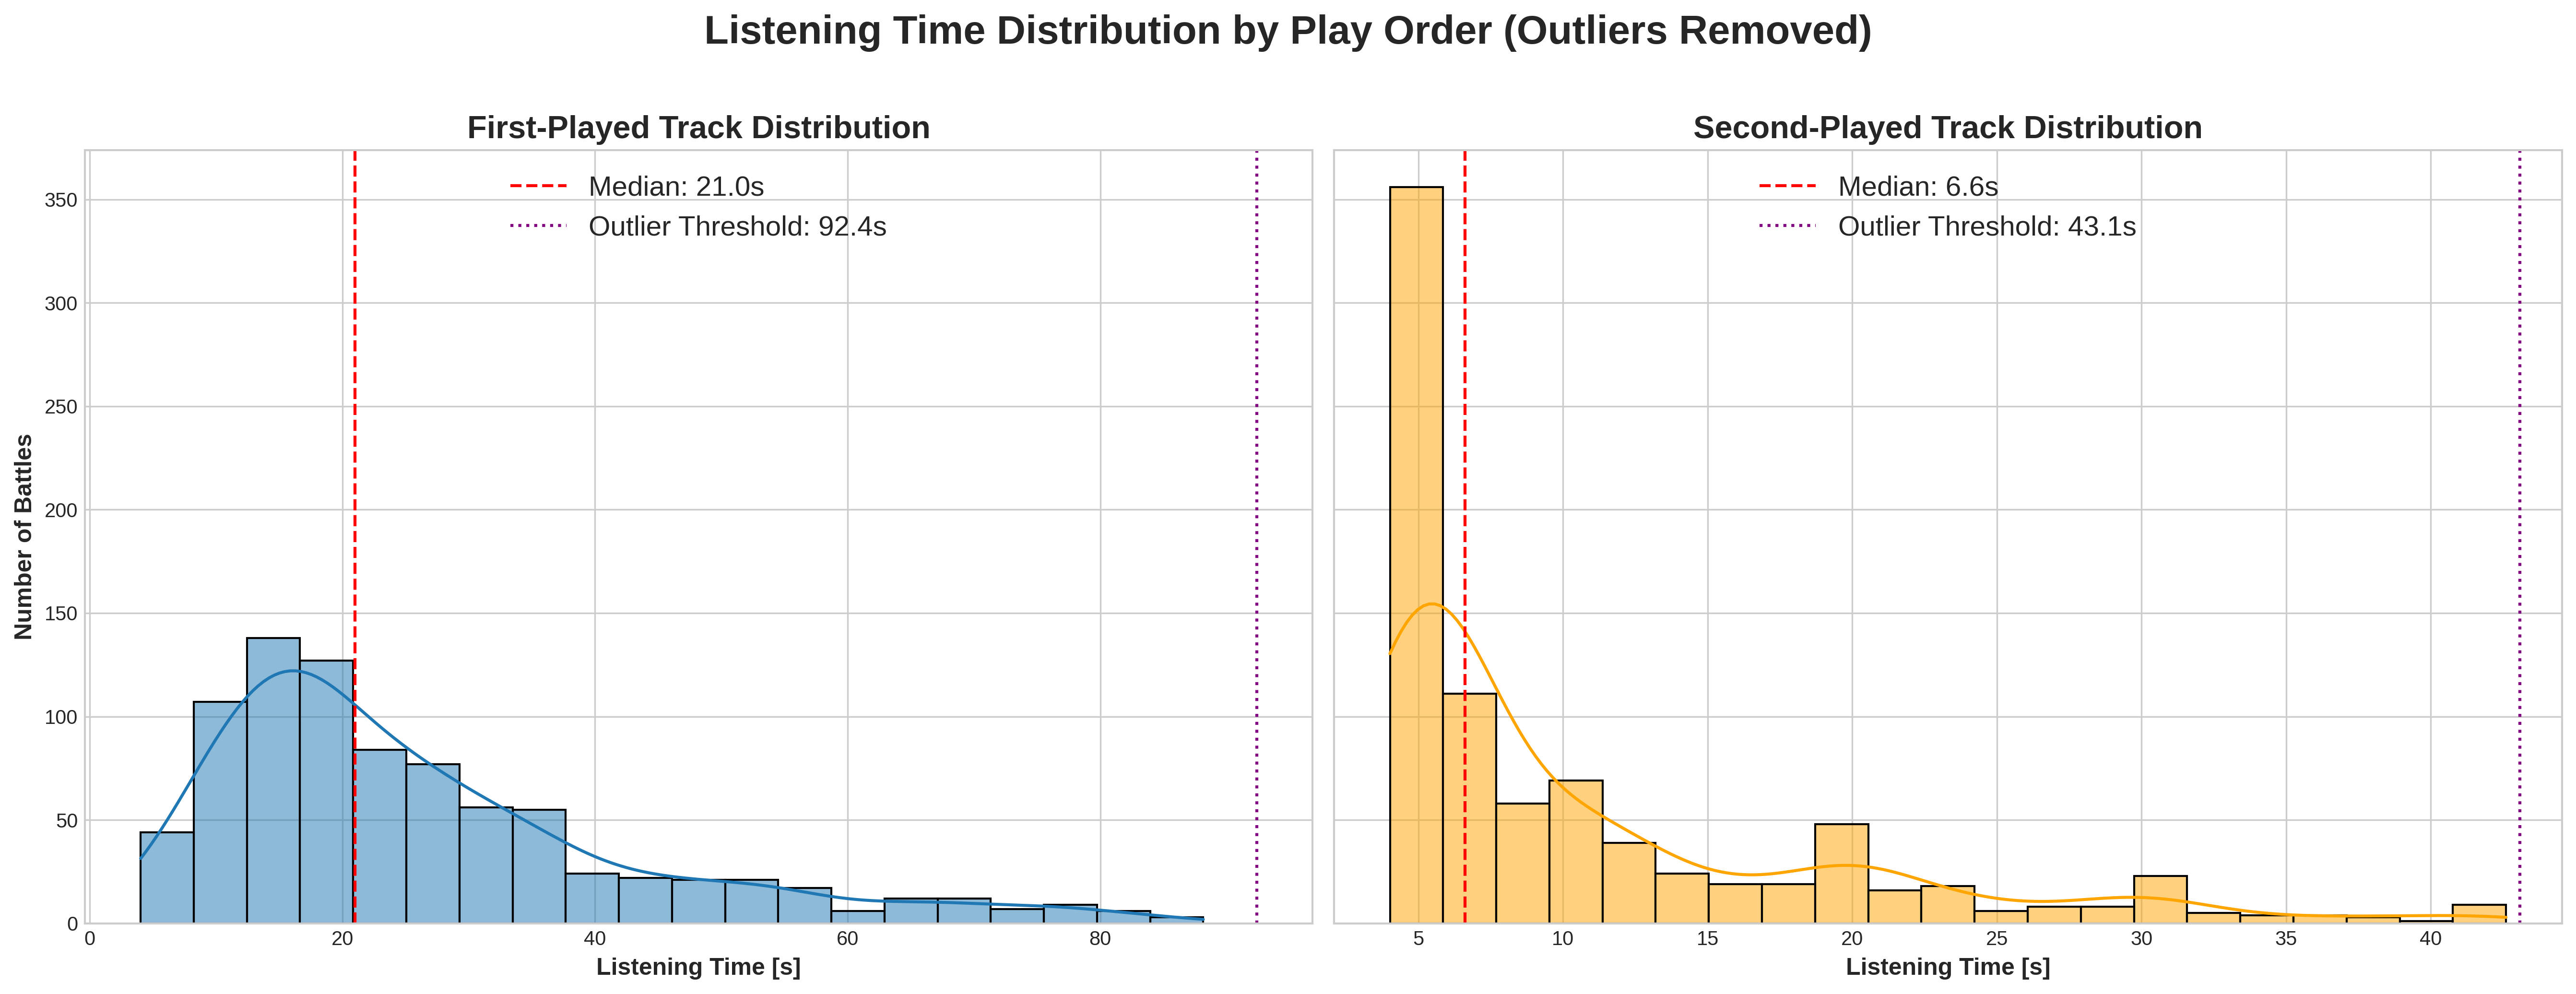 Listening Time Distribution by Play Order (Outliers Removed)
First-Played Track Distribution
Median: 21.0s
Outlier Threshold: 92.4s
350
300
250
200
150
100
50
0
Number of Battles
0 20 40 60 80
Listening Time [s]
Second-Played Track Distribution
Median: 6.6s
Outlier Threshold: 43.1s
5 10 15 20 25 30 35 40
Listening Time [s]